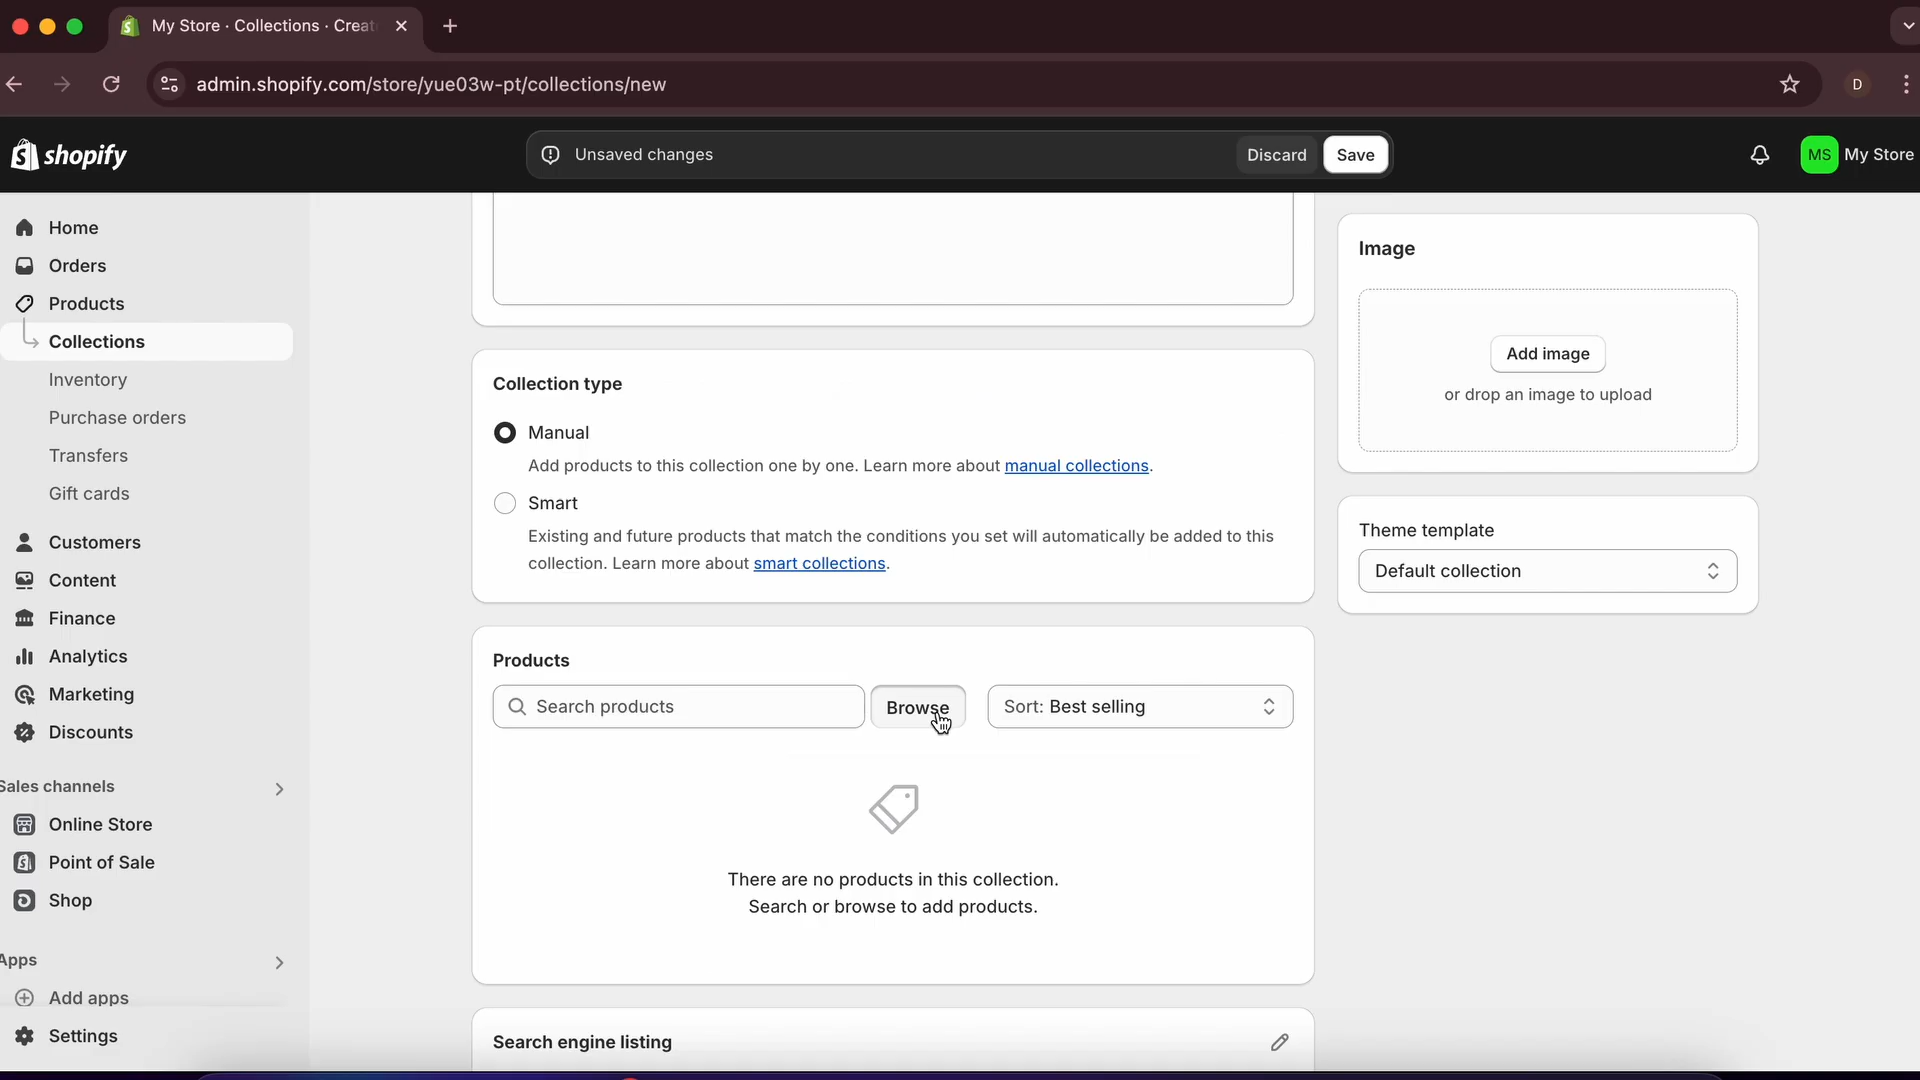 My Store · Collections · Creat
admin.shopify.com/store/yue03w-pt/collections/new
D
shopify
Unsaved changes
Discard
Save
MS
My Store
Home
Orders
Products
Collections
Inventory
Purchase orders
Transfers
Gift cards
Customers
Content
Finance
Analytics
Marketing
Discounts
Sales channels
Online Store
Point of Sale
Shop
Apps
Add apps
Settings
Collection type
Manual
Add products to this collection one by one. Learn more about manual collections.
Smart
Existing and future products that match the conditions you set will automatically be added to this
collection. Learn more about smart collections.
Products
Search products
Browse
Sort: Best selling
There are no products in this collection.
Search or browse to add products.
Search engine listing
Image
Add image
or drop an image to upload
Theme template
Default collection